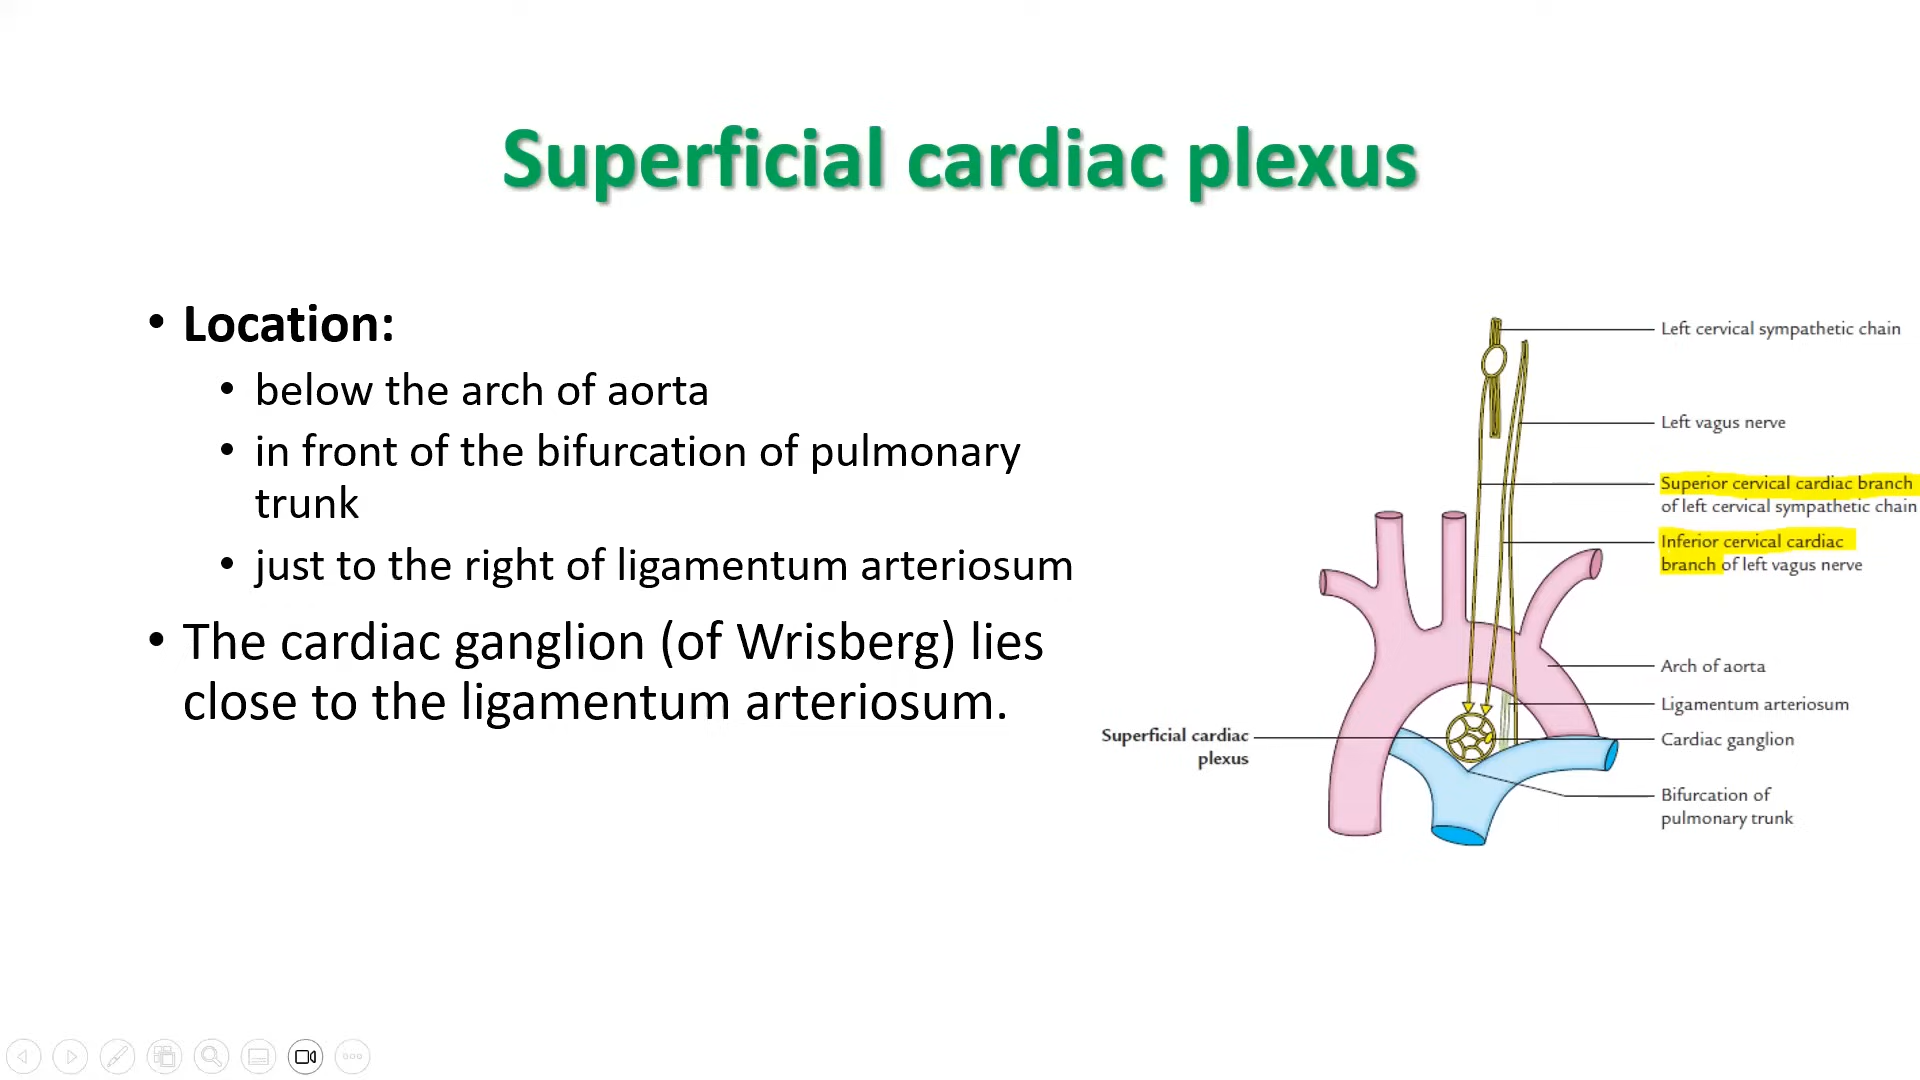 Superficial cardiac plexus
• Location:
• below the arch of aorta
• in front of the bifurcation of pulmonary
trunk
• just to the right of ligamentum arteriosum
• The cardiac ganglion (of Wrisberg) lies
close to the ligamentum arteriosum.
Left cervical sympathetic chain
Left vagus nerve
Superior cervical cardiac branch
of left cervical sympathetic chain
Inferior cervical cardiac
branch of left vagus nerve
Arch of aorta
Ligamentum arteriosum
Cardiac ganglion
Bifurcation of
pulmonary trunk
Superficial cardiac
plexus